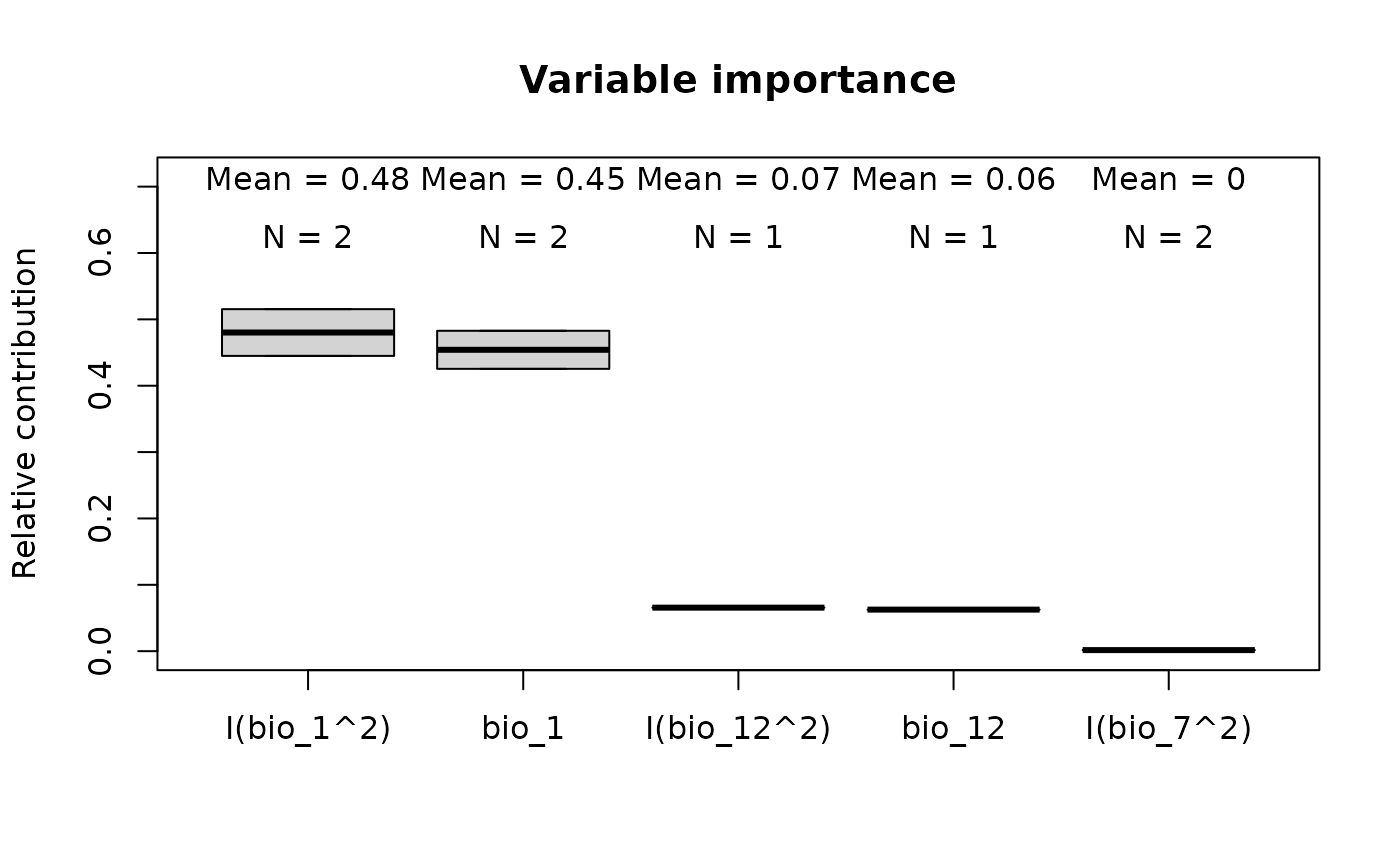 Variable importance
Mean = 0.48 Mean = 0.45 Mean = 0.07 Mean = 0.06 Mean = 0
N = 2 N = 2 N = 1 N = 1 N = 2
Relative contribution
0.6
0.4
0.2
0.0
I(bio_1^2) bio_1 I(bio_12^2) bio_12 I(bio_7^2)